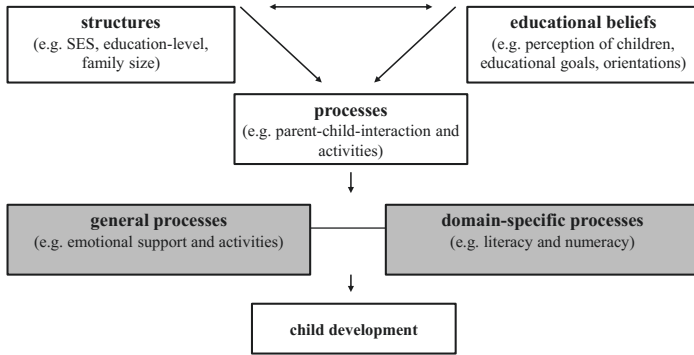 structures
(e.g. SES, education-level,
family size)
educational beliefs
(e.g. perception of children,
educational goals, orientations)
processes
(e.g. parent-child-interaction and
activities)
general processes
(e.g. emotional support and activities)
domain-specific processes
(e.g. literacy and numeracy)
child development